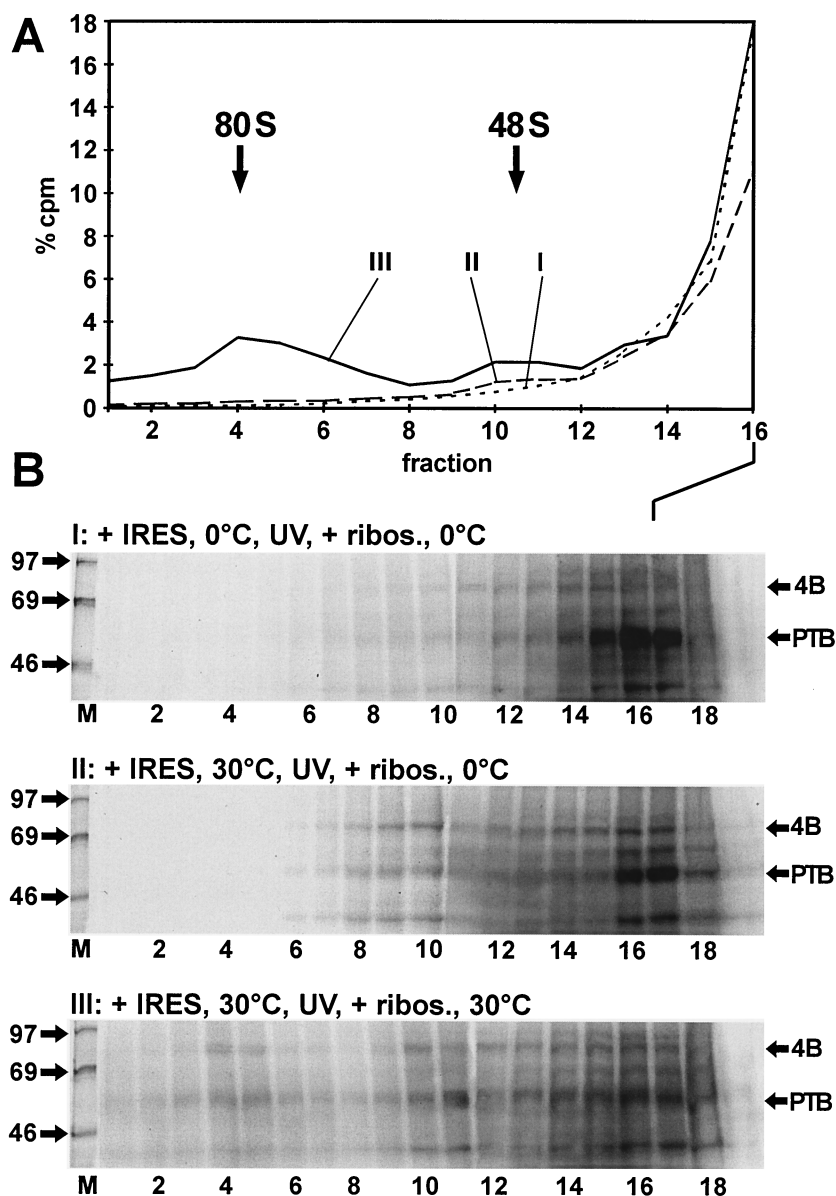 A
18
16
14
12
10
8
6
4
2
0
% cpm
80 S
48 S
III
II
I
2 4 6 8 10 12 14 16
fraction
B
I: + IRES, 0°C, UV, + ribos., 0°C
97
69
46
4B
PTB
M 2 4 6 8 10 12 14 16 18
II: + IRES, 30°C, UV, + ribos., 0°C
97
69
46
4B
PTB
M 2 4 6 8 10 12 14 16 18
III: + IRES, 30°C, UV, + ribos., 30°C
97
69
46
4B
PTB
M 2 4 6 8 10 12 14 16 18